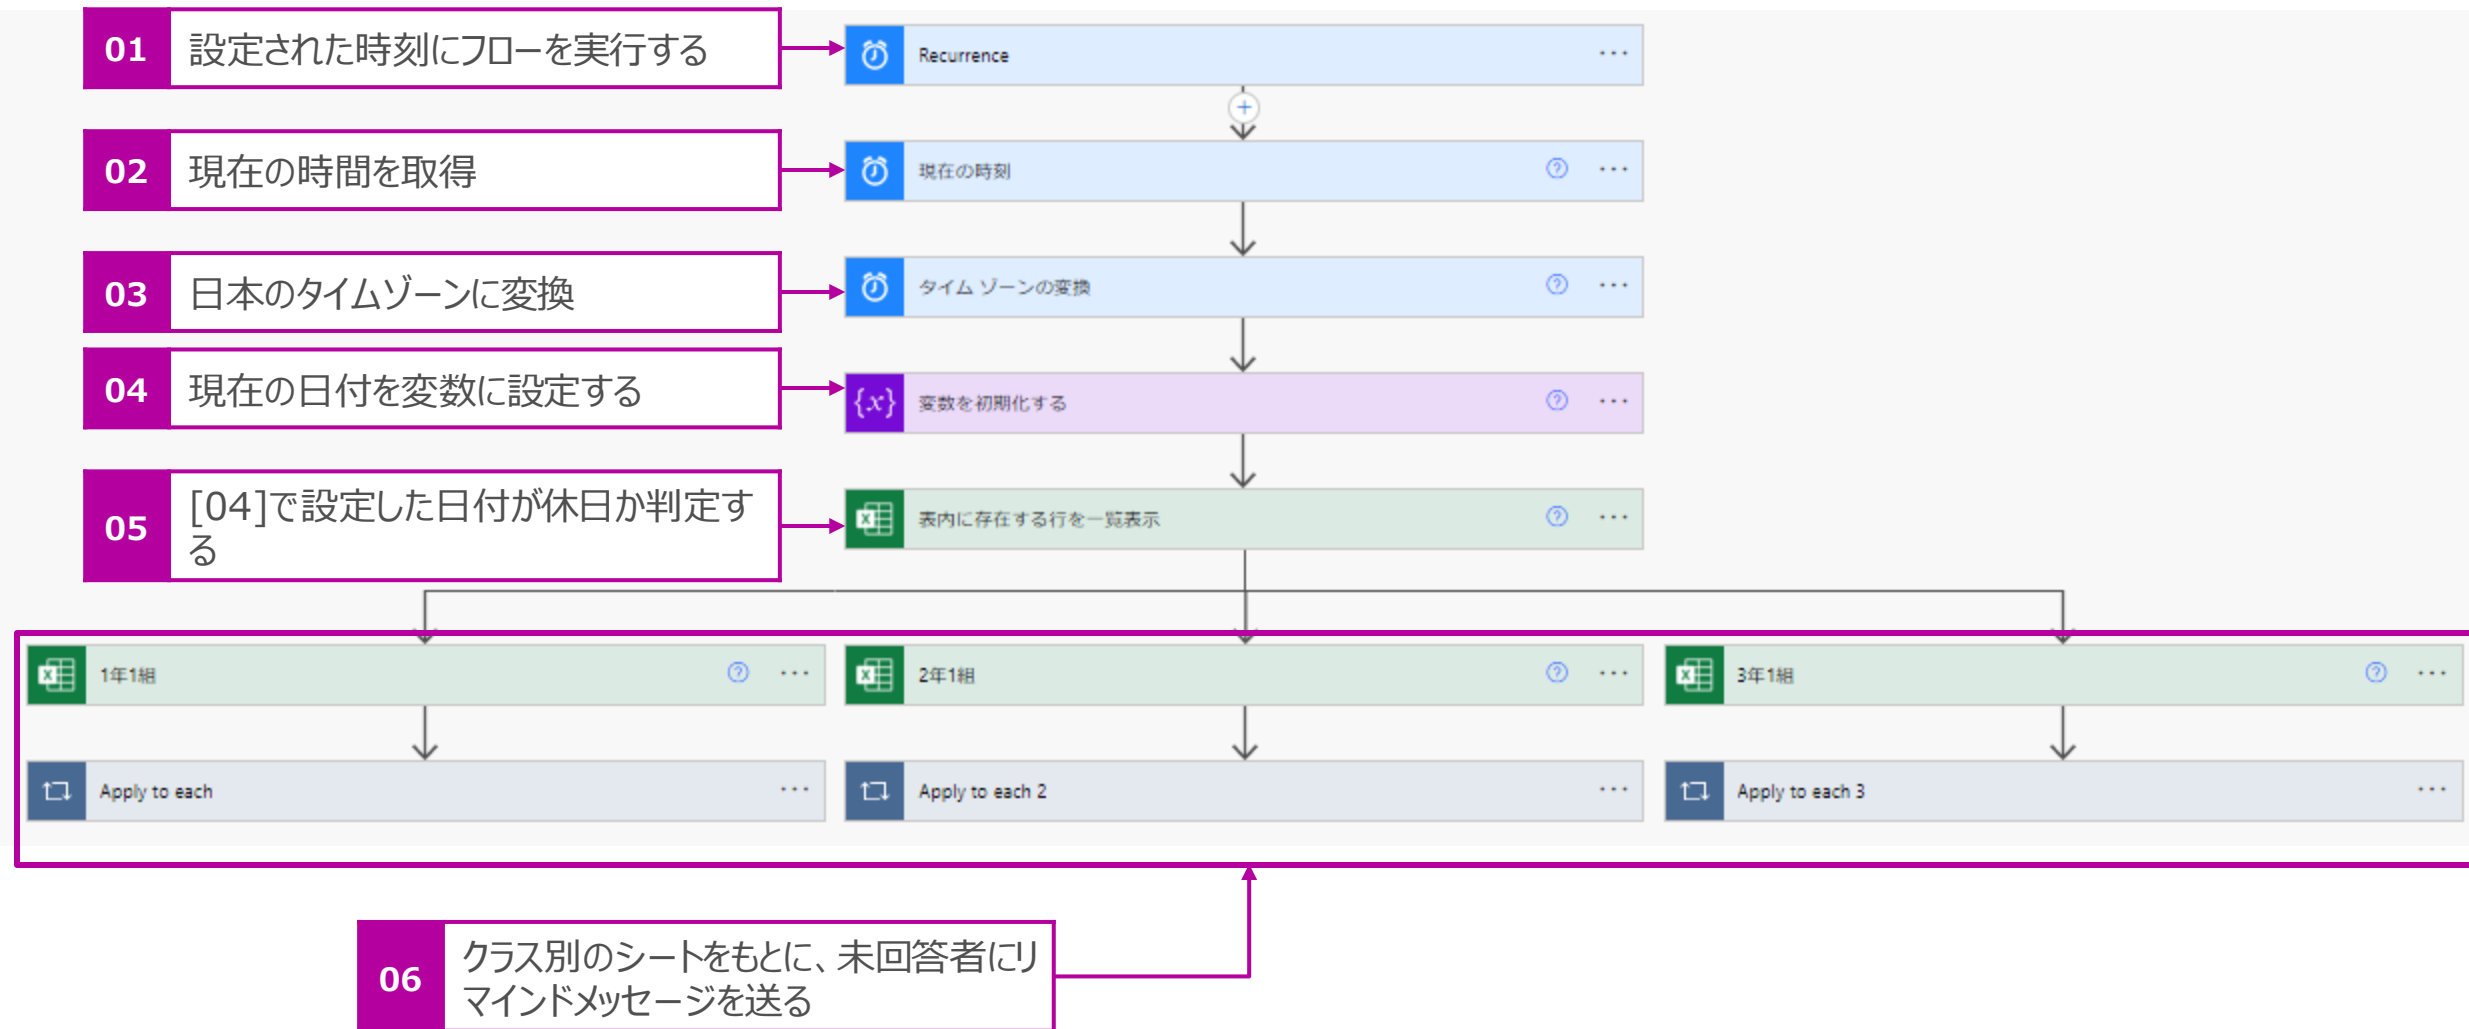 01 設定された時刻にフローを実行する
Recurrence
02 現在の時間を取得
現在の時刻
03 日本のタイムゾーンに変換
タイム ゾーンの変換
04 現在の日付を変数に設定する
{x} 変数を初期化する
05 [04]で設定した日付が休日か判定す
る
表内に存在する行を一覧表示
1年1組
2年1組
3年1組
Apply to each
Apply to each 2
Apply to each 3
06 クラス別のシートをもとに、未回答者にリ
マインドメッセージを送る